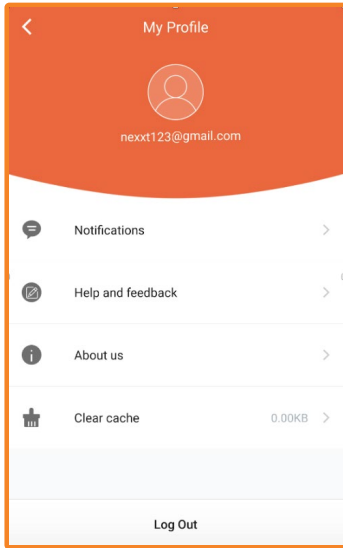 My Profile
nexxt123@gmail.com
Notifications
Help and feedback
About us
Clear cache 0.00KB
Log Out